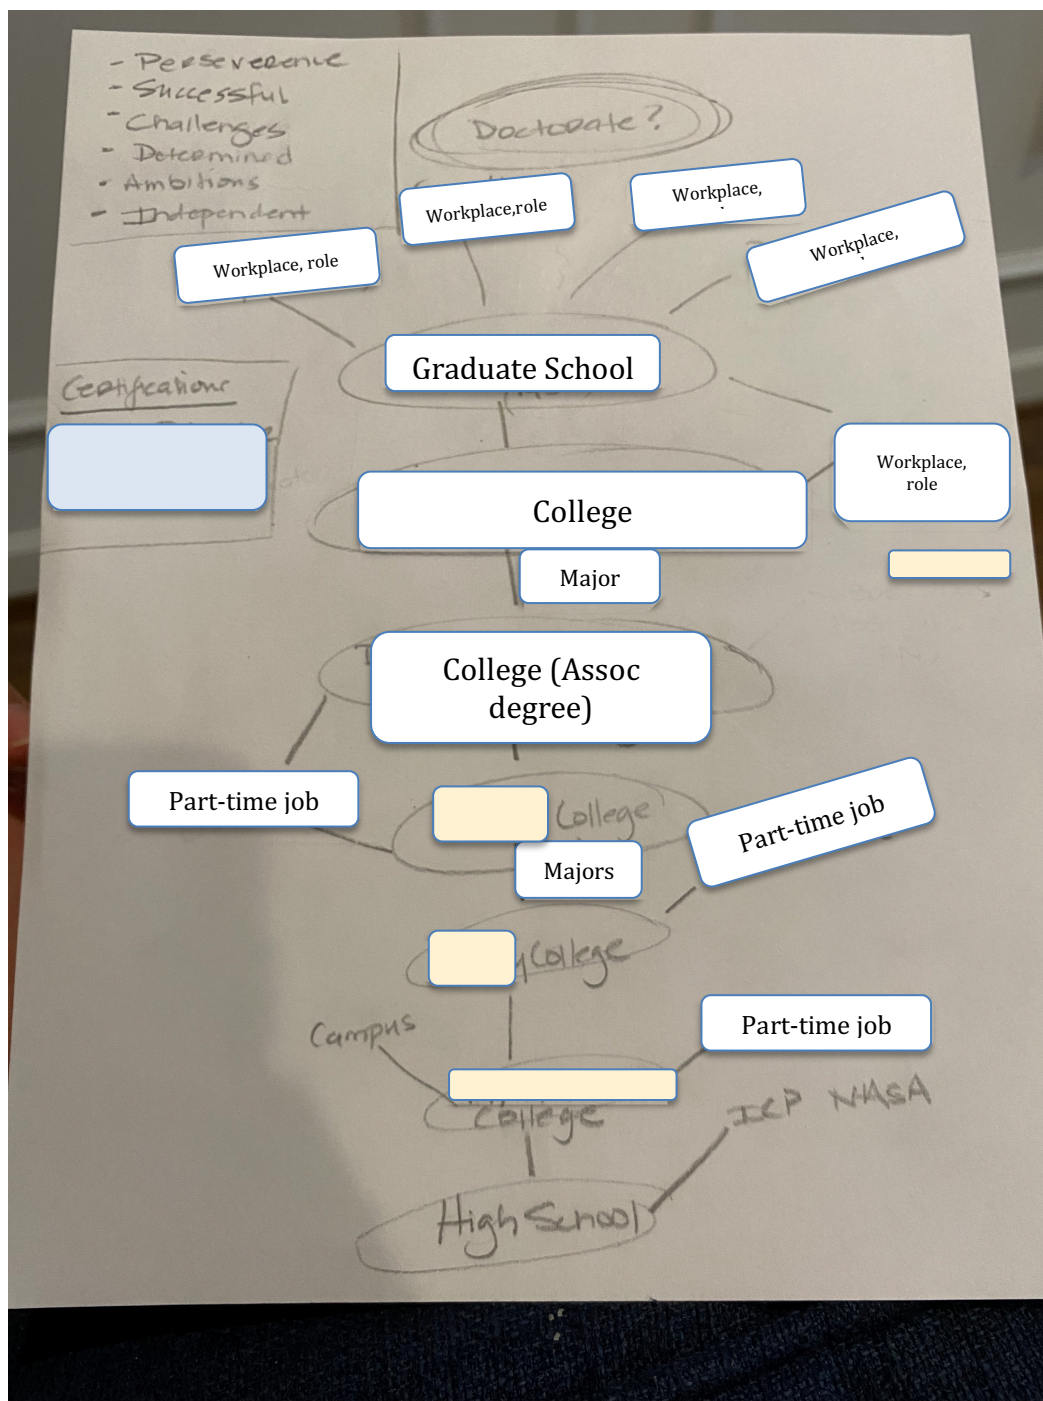 - Perseverence
- Successful
- Challenges
- Determined
- Ambitions
- Independent
Doctorate?
Workplace,role
Workplace,
Workplace, role
Workplace,
Graduate School
Certifications
College
Workplace,
role
Major
College (Assoc
degree)
Part-time job
College
Part-time job
Majors
College
Campus
Part-time job
College
ICP NASA
High School